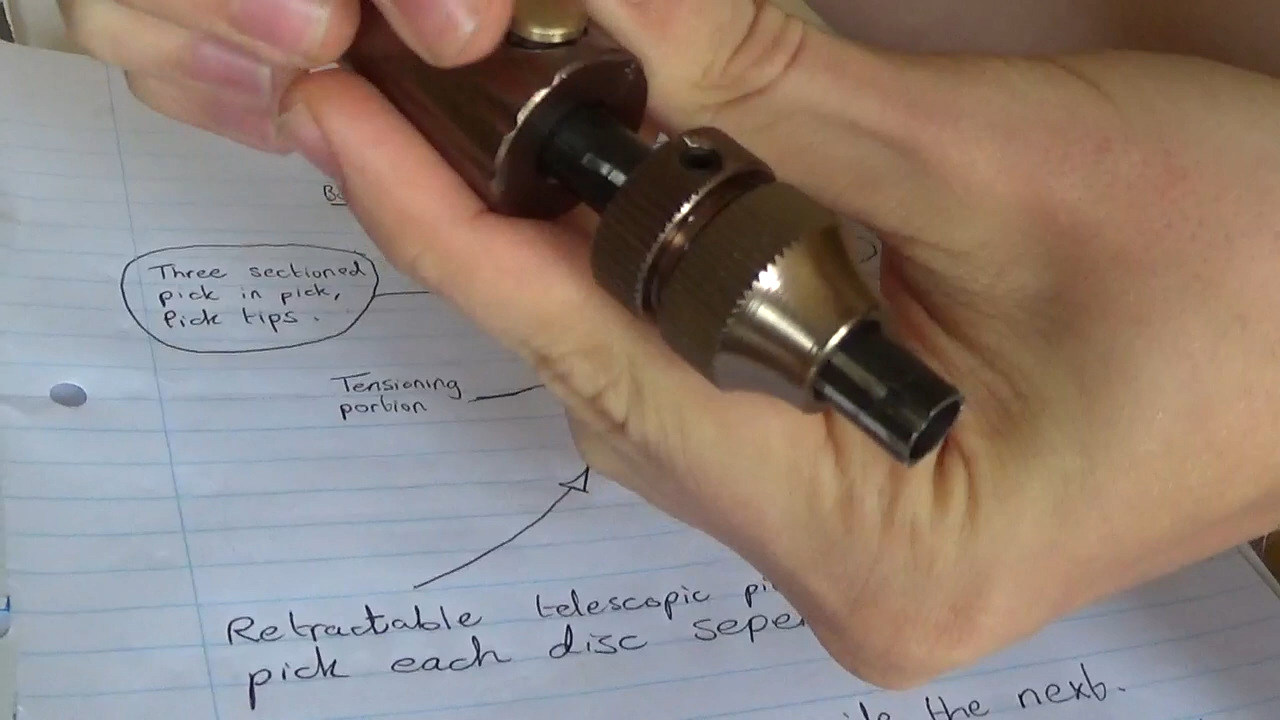 Three sectioned
pick in pick,
Pick tips.
Tensioning
portion
Retractable telescopic
pick each disc
the next.